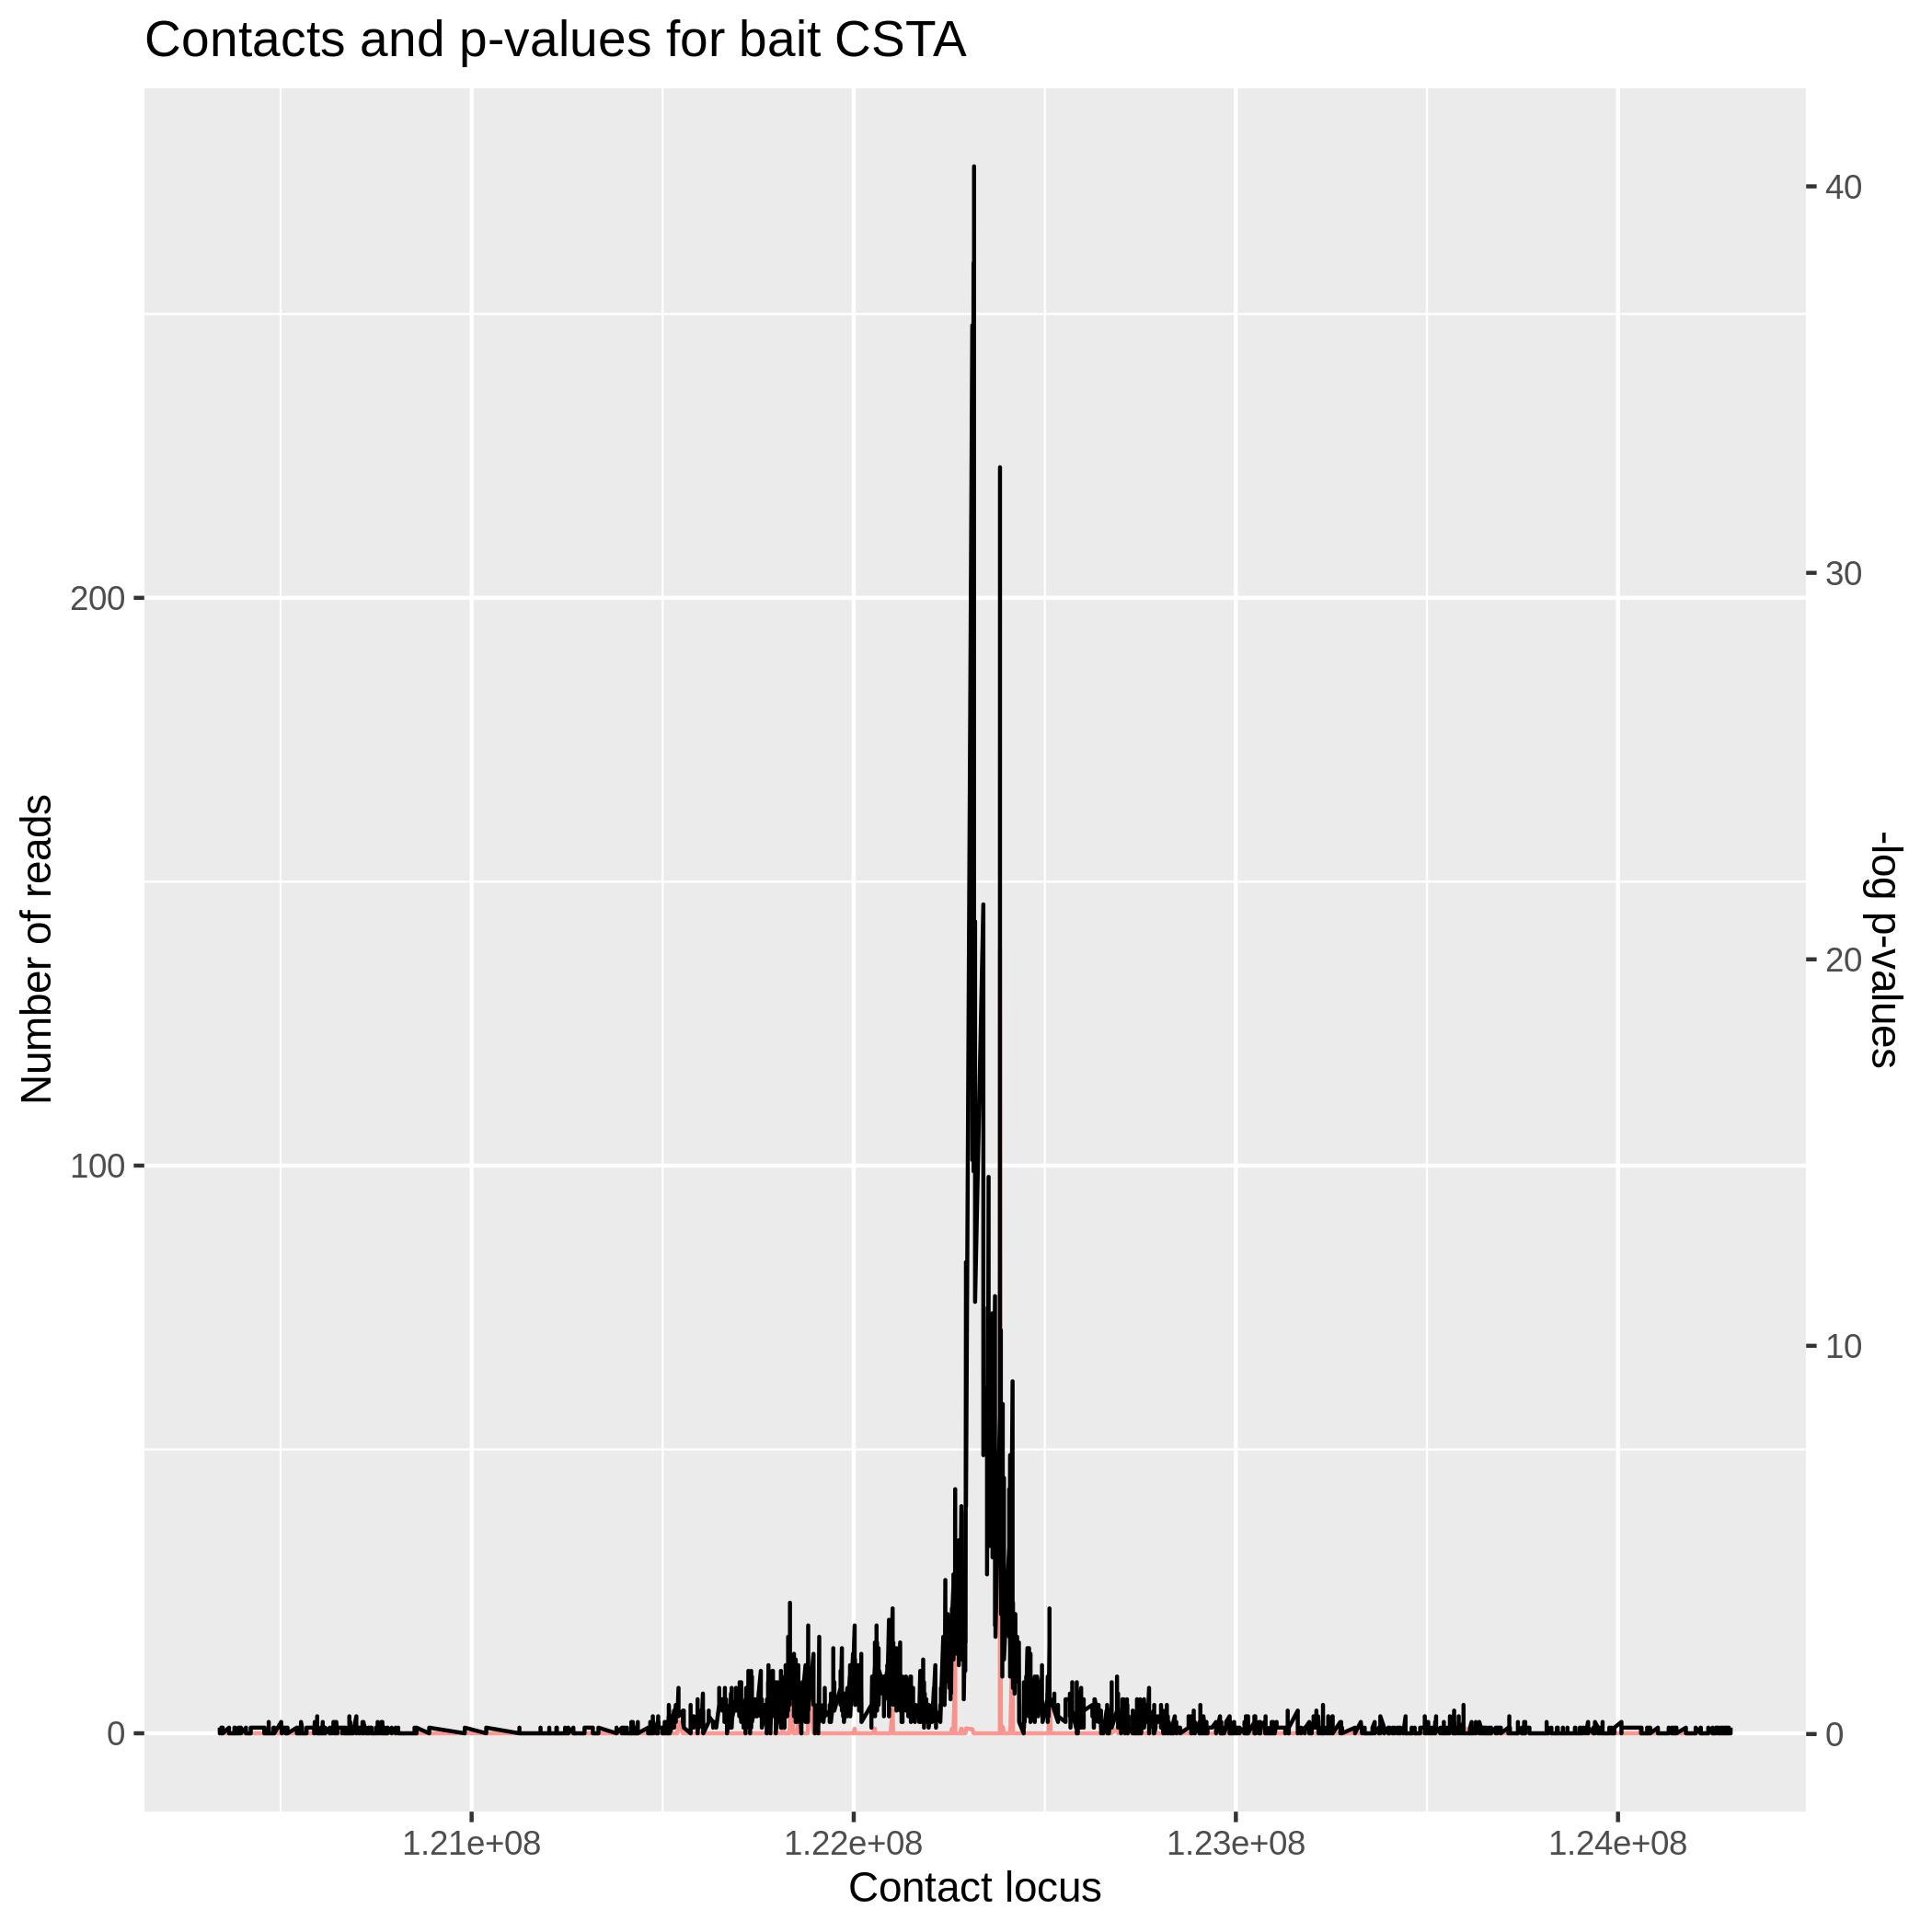 Contacts and p-values for bait CSTA
Number of reads
200
100
0
40
30
20
10
0
-log p-values
1.21e+08
1.22e+08
1.23e+08
1.24e+08
Contact locus